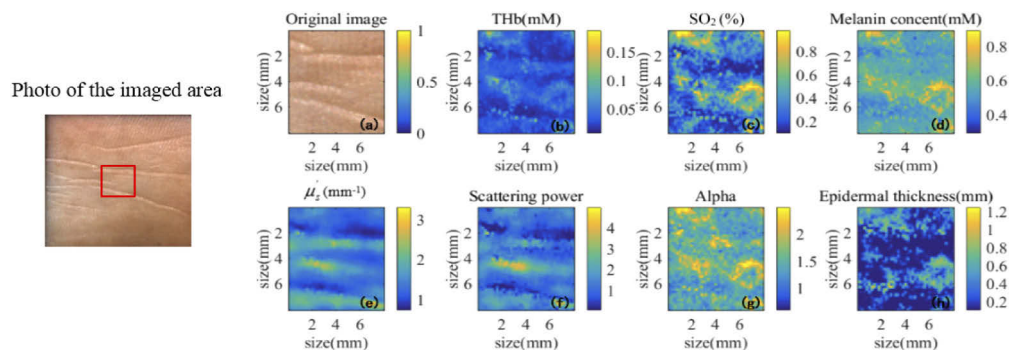 Photo of the imaged area
Original image
size(mm)
2
4
6
2 4 6
size(mm)
1
0.5
0
(a)
THb(mM)
size(mm)
2
4
6
2 4 6
size(mm)
0.15
0.1
0.05
(b)
SO₂ (%)
size(mm)
2
4
6
2 4 6
size(mm)
0.8
0.6
0.4
0.2
(c)
Melanin concent(mM)
size(mm)
2
4
6
2 4 6
size(mm)
0.8
0.6
0.4
(d)
μs' (mm⁻¹)
size(mm)
2
4
6
2 4 6
size(mm)
3
2
1
(e)
Scattering power
size(mm)
2
4
6
2 4 6
size(mm)
4
3
2
1
(f)
Alpha
size(mm)
2
4
6
2 4 6
size(mm)
2
1.5
1
(g)
Epidermal thickness(mm)
size(mm)
2
4
6
2 4 6
size(mm)
1.2
1
0.8
0.6
0.4
0.2
(h)